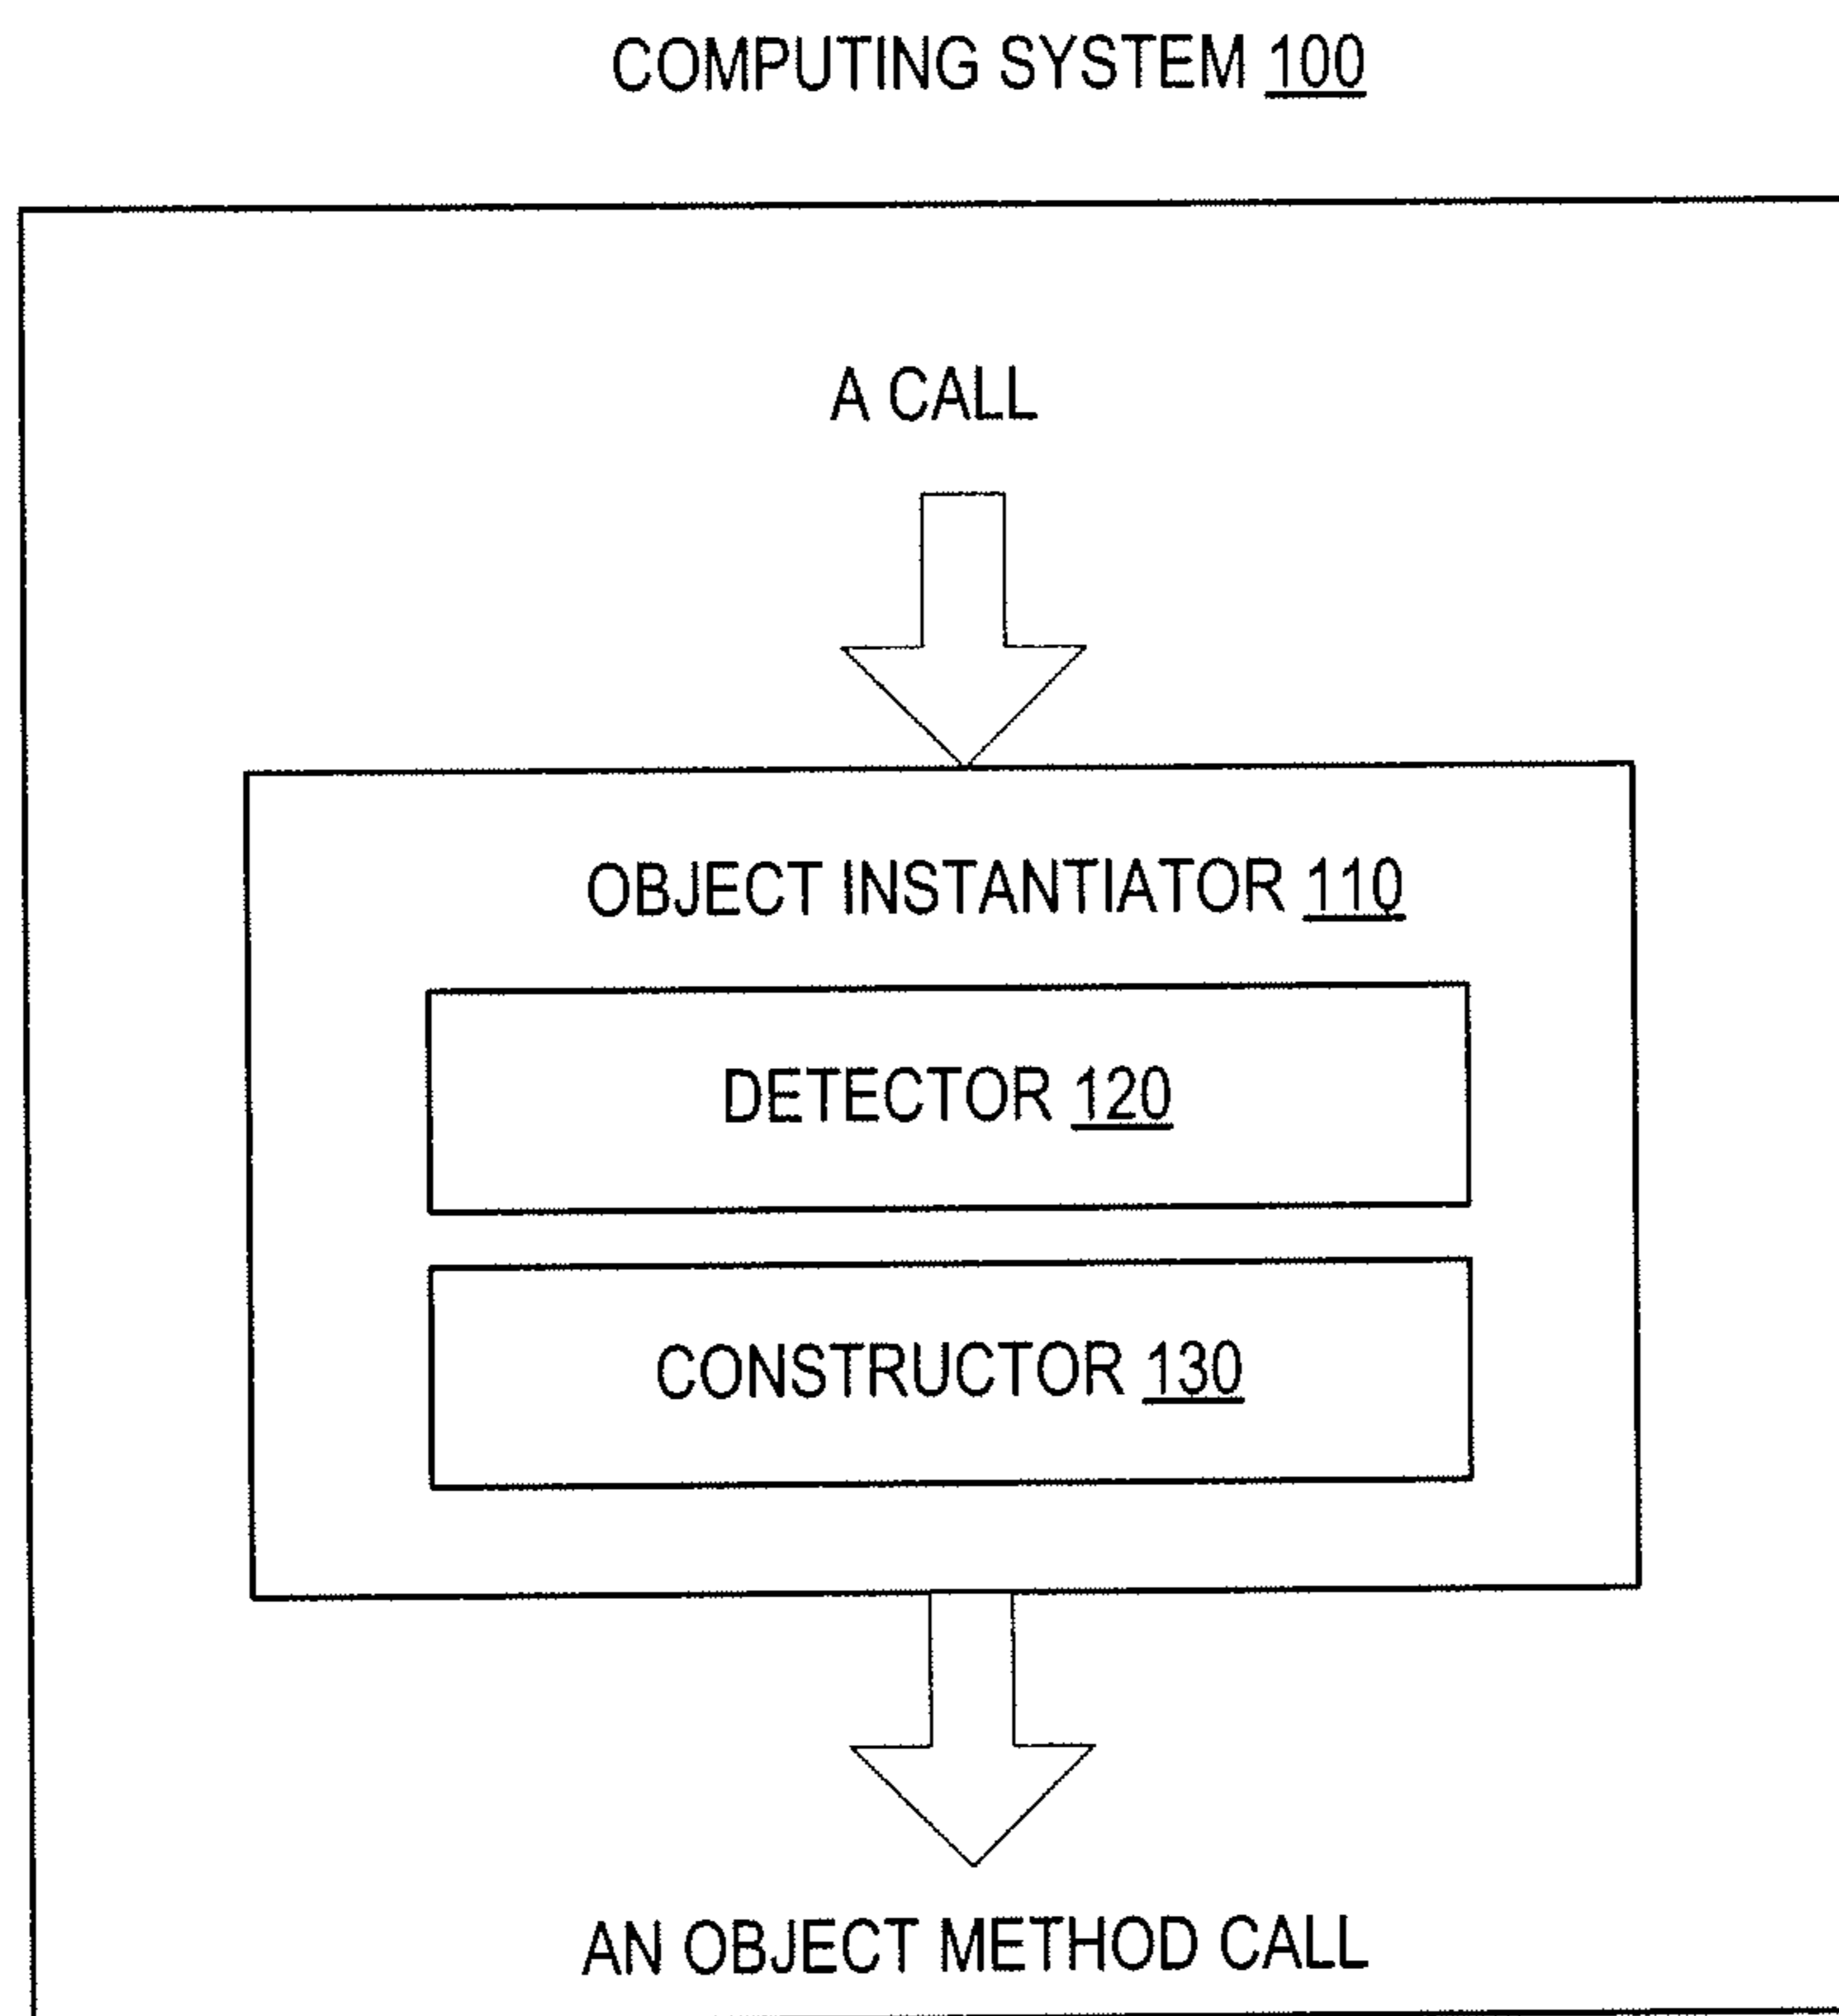 COMPUTING SYSTEM 100
A CALL
OBJECT INSTANTIATOR 110
DETECTOR 120
CONSTRUCTOR 130
AN OBJECT METHOD CALL